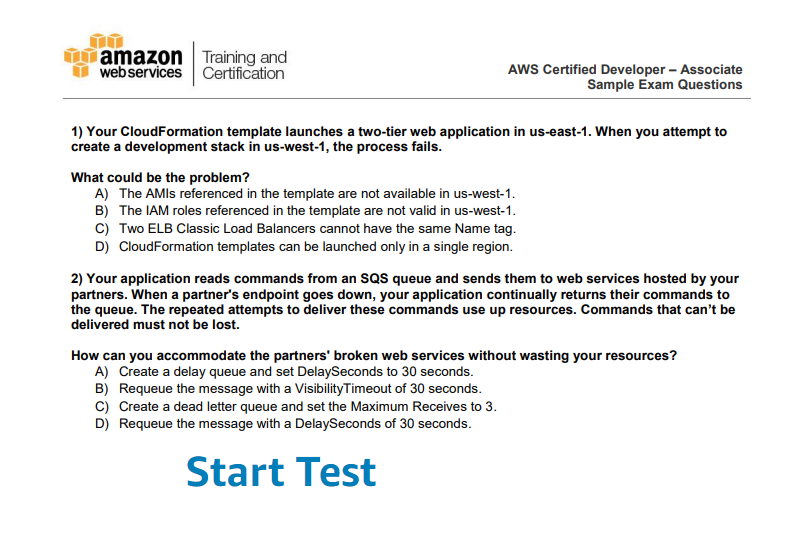 amazon
webservices
Training and
Certification
AWS Certified Developer – Associate
Sample Exam Questions
1) Your CloudFormation template launches a two-tier web application in us-east-1. When you attempt to
create a development stack in us-west-1, the process fails.
What could be the problem?
A) The AMIs referenced in the template are not available in us-west-1.
B) The IAM roles referenced in the template are not valid in us-west-1.
C) Two ELB Classic Load Balancers cannot have the same Name tag.
D) CloudFormation templates can be launched only in a single region.
2) Your application reads commands from an SQS queue and sends them to web services hosted by your
partners. When a partner's endpoint goes down, your application continually returns their commands to
the queue. The repeated attempts to deliver these commands use up resources. Commands that can’t be
delivered must not be lost.
How can you accommodate the partners' broken web services without wasting your resources?
A) Create a delay queue and set DelaySeconds to 30 seconds.
B) Requeue the message with a VisibilityTimeout of 30 seconds.
C) Create a dead letter queue and set the Maximum Receives to 3.
D) Requeue the message with a DelaySeconds of 30 seconds.
Start Test